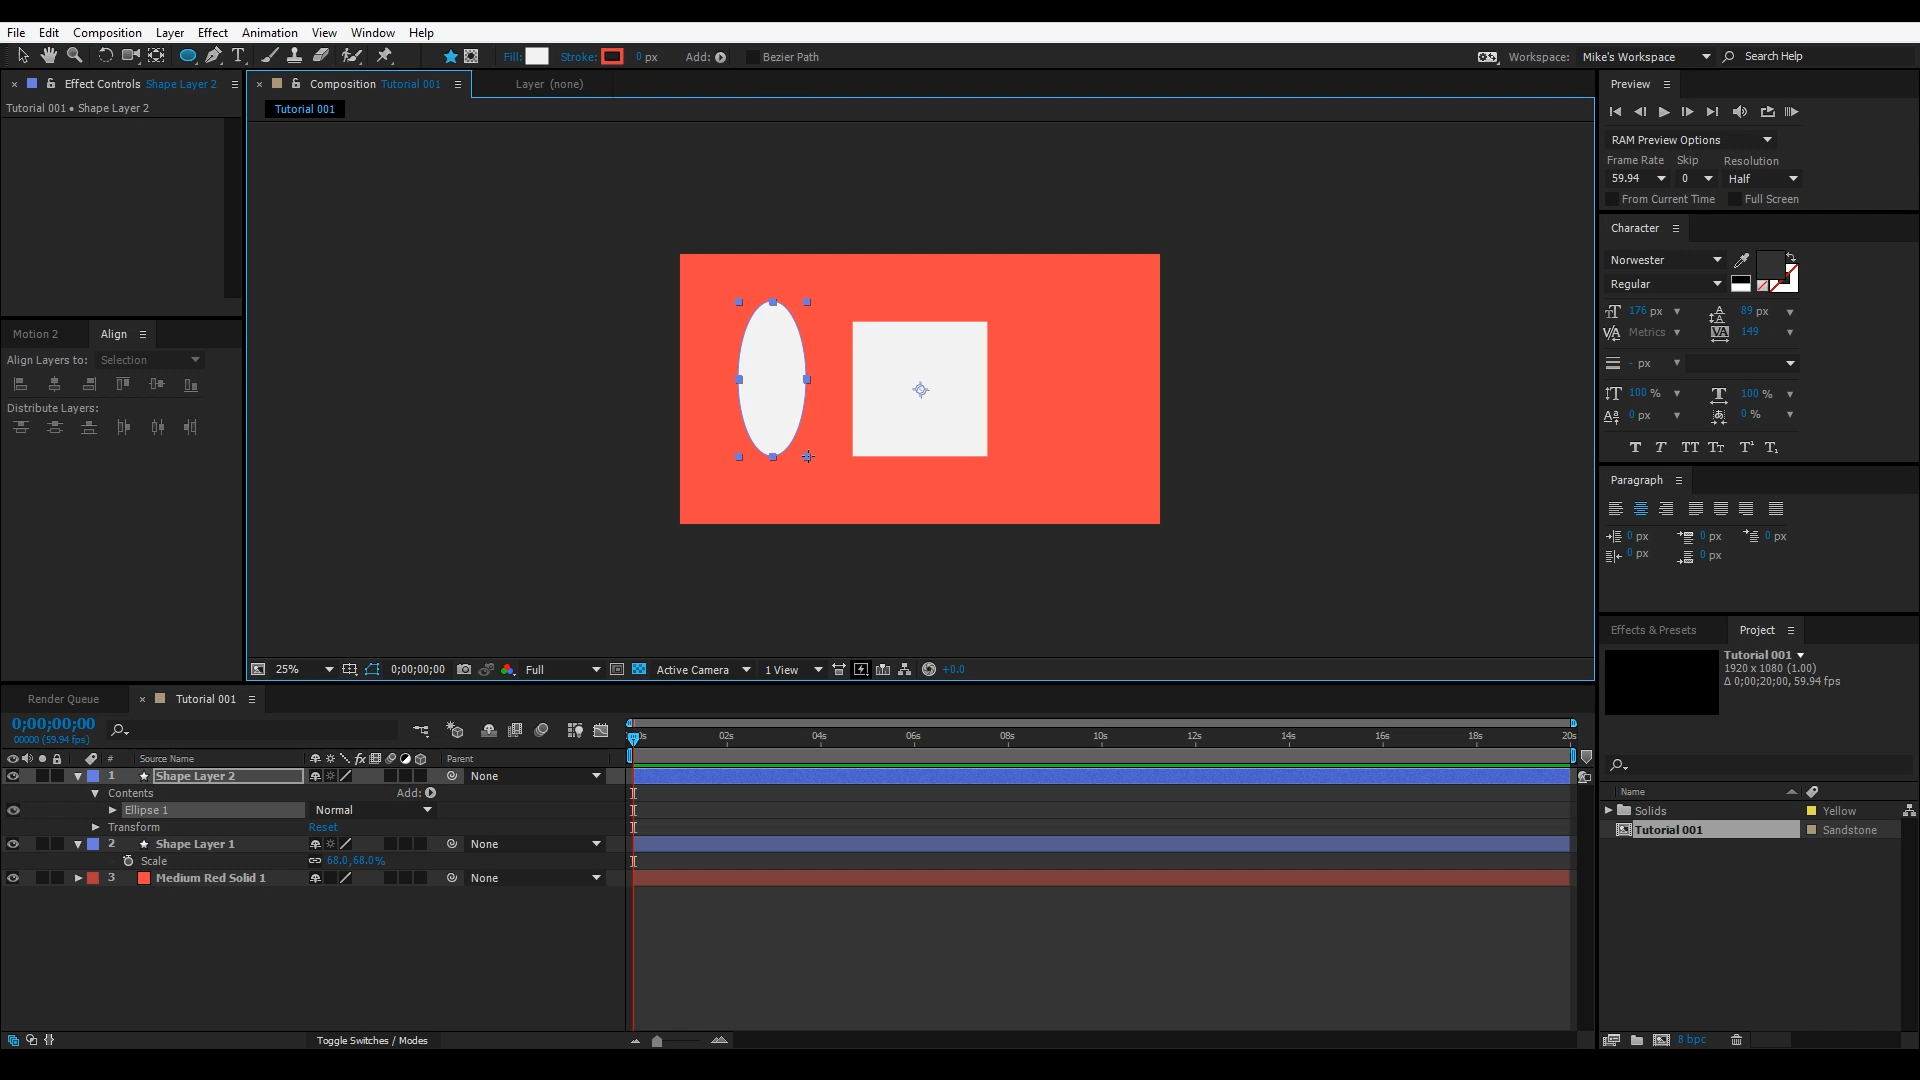 File Edit Composition Layer Effect Animation View Window Help
Fill: Stroke: 0 px Add: Bezier Path Workspace: Mike's Workspace Search Help
Effect Controls Shape Layer 2
Tutorial 001 • Shape Layer 2
Composition Tutorial 001 Layer (none)
Tutorial 001
Preview
RAM Preview Options
Frame Rate Skip Resolution
59.94 0 Half
From Current Time Full Screen
Character
Norwester
Regular
176 px 89 px
Metrics 149
- px
100 % 100 %
0 px 0 %
T T TT Tt T¹ T₁
Motion 2 Align
Align Layers to: Selection
Distribute Layers:
Paragraph
0 px 0 px 0 px
0 px 0 px
Effects & Presets Project
Tutorial 001
1920 x 1080 (1.00)
Δ 0;00;20;00, 59.94 fps
25% 0;00;00;00 Full Active Camera 1 View +0.0
Render Queue Tutorial 001
0;00;00;00
00000 (59.94 fps)
02s 04s 06s 08s 10s 12s 14s 16s 18s 20s
# Source Name fx Parent
1 Shape Layer 2 None
Contents Add:
Ellipse 1 Normal
Transform Reset
2 Shape Layer 1 None
Scale 68.0,68.0%
3 Medium Red Solid 1 None
Toggle Switches / Modes
Name
Solids Yellow
Tutorial 001 Sandstone
8 bpc